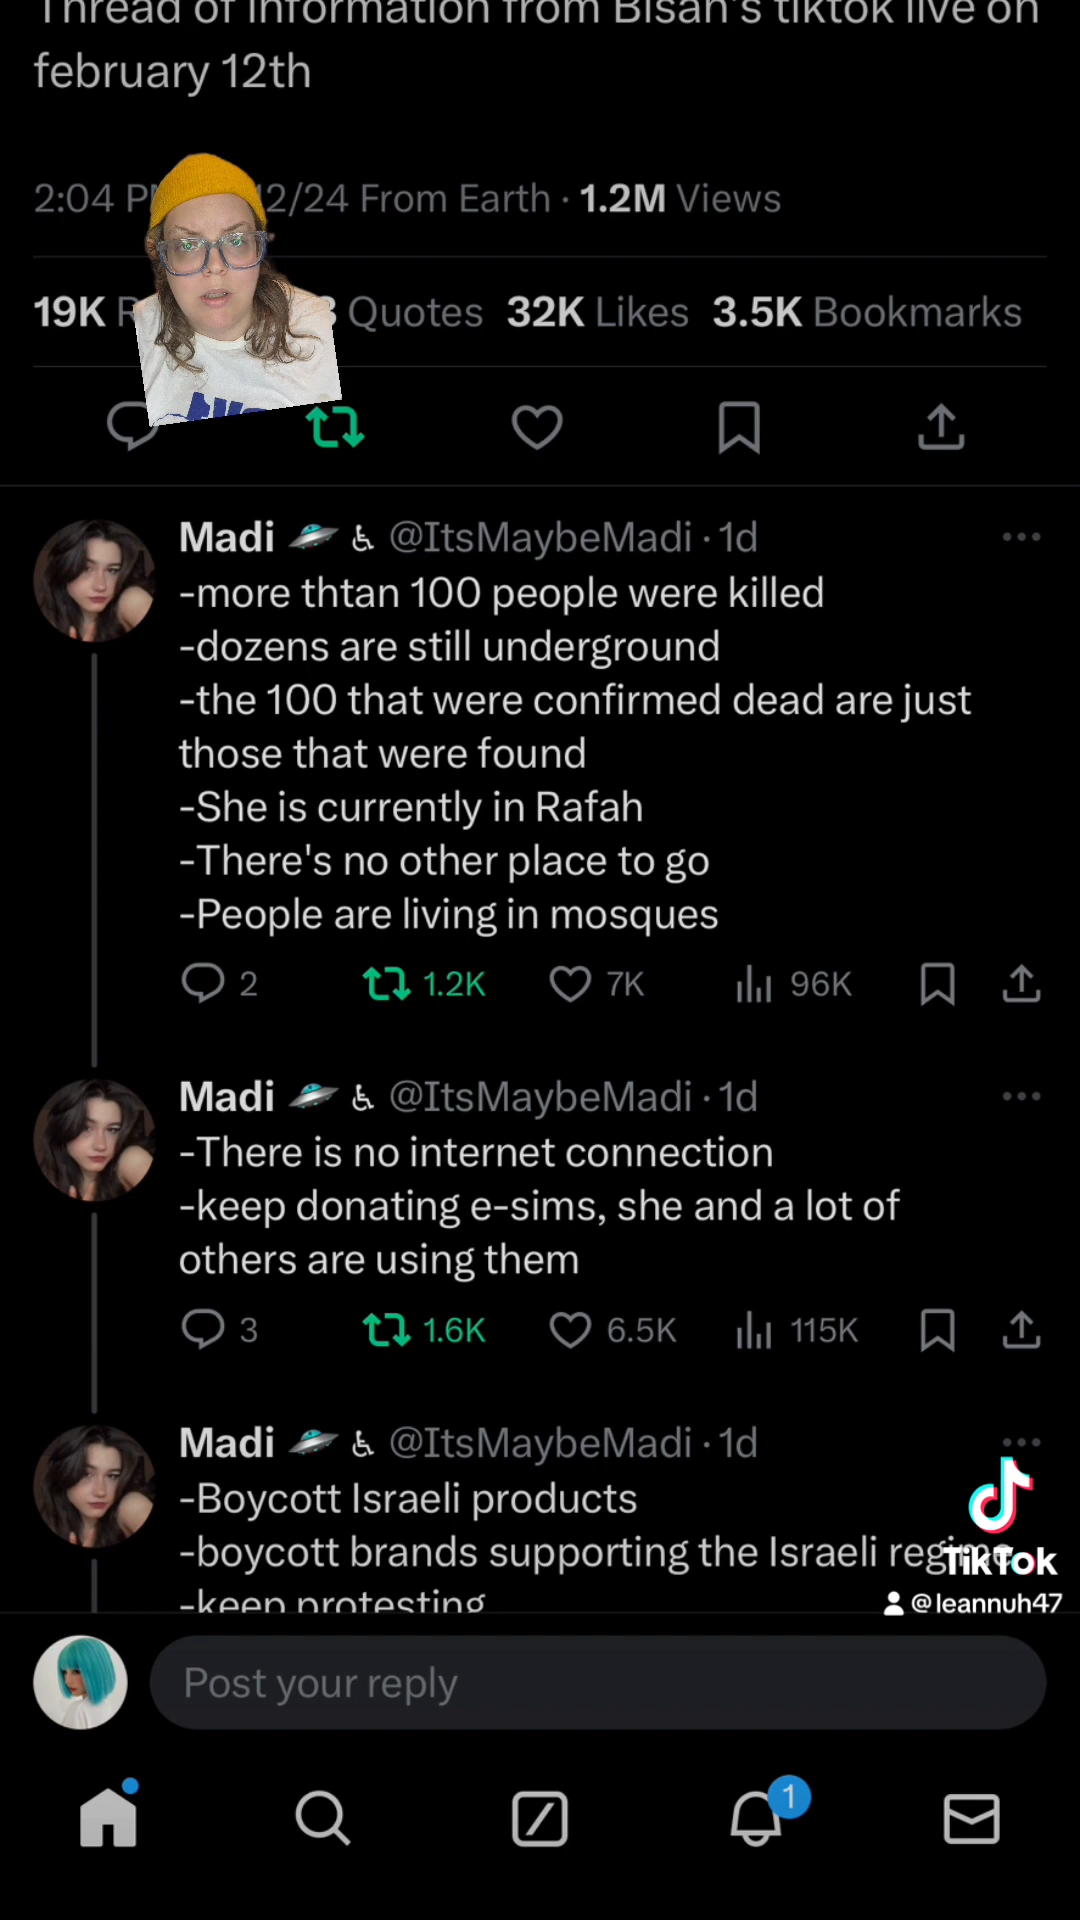 Thread of information from Bisan's tiktok live on
february 12th
2:04 P 12/24 From Earth · 1.2M Views
19K Quotes 32K Likes 3.5K Bookmarks
Madi 🛸 ♿ @ItsMaybeMadi · 1d
-more thtan 100 people were killed
-dozens are still underground
-the 100 that were confirmed dead are just
those that were found
-She is currently in Rafah
-There's no other place to go
-People are living in mosques
2 1.2K 7K 96K
Madi 🛸 ♿ @ItsMaybeMadi · 1d
-There is no internet connection
-keep donating e-sims, she and a lot of
others are using them
3 1.6K 6.5K 115K
Madi 🛸 ♿ @ItsMaybeMadi · 1d
-Boycott Israeli products
-boycott brands supporting the Israeli regime
-keep protesting
TikTok
@leannuh47
Post your reply
1